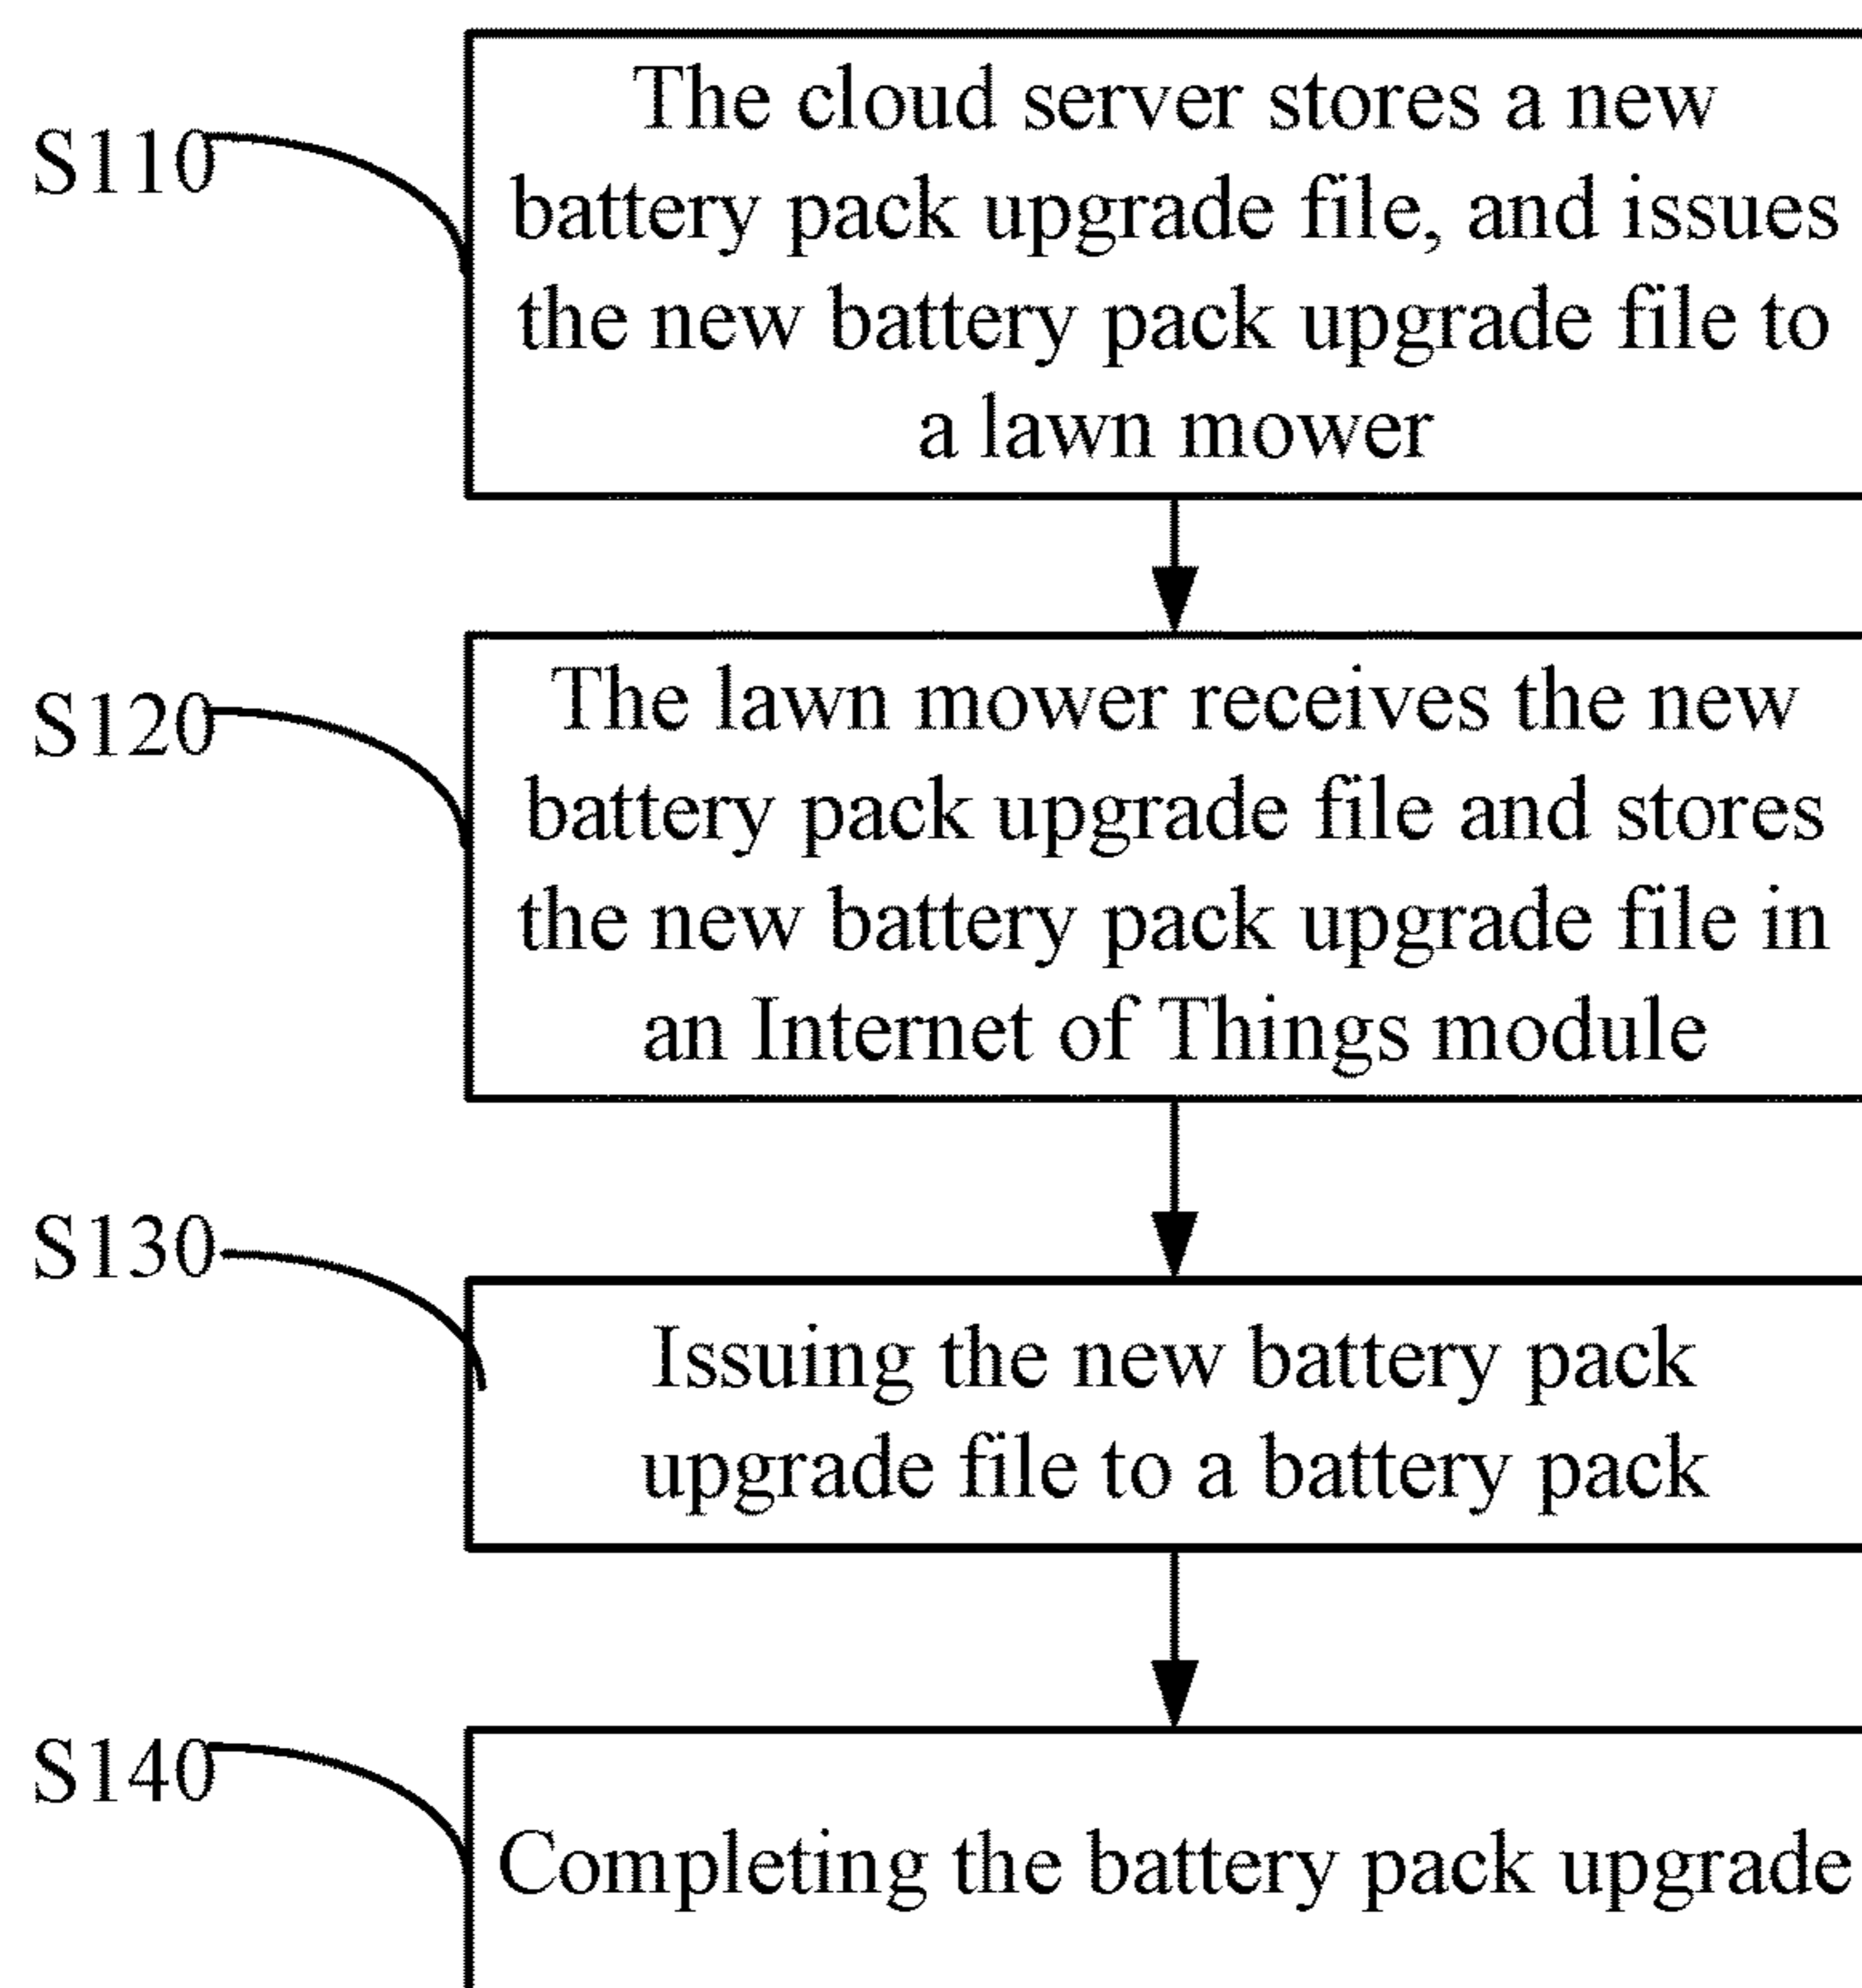 S110
The cloud server stores a new
battery pack upgrade file, and issues
the new battery pack upgrade file to
a lawn mower
S120
The lawn mower receives the new
battery pack upgrade file and stores
the new battery pack upgrade file in
an Internet of Things module
S130
Issuing the new battery pack
upgrade file to a battery pack
S140
Completing the battery pack upgrade